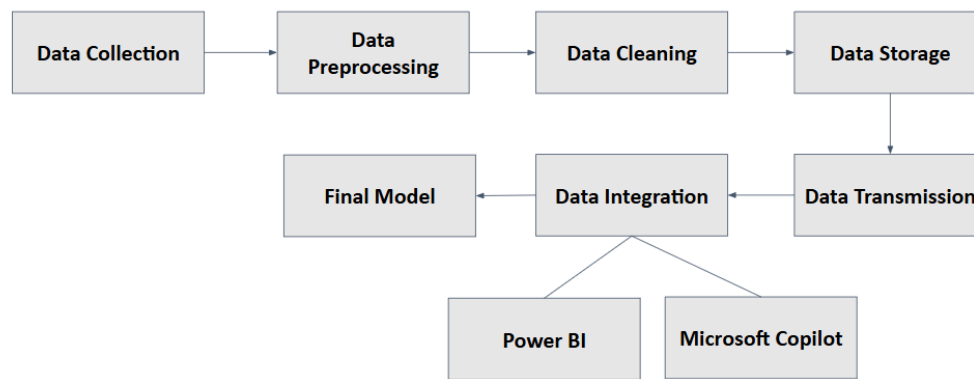 Data Collection
Data
Preprocessing
Data Cleaning
Data Storage
Final Model
Data Integration
Data Transmission
Power BI
Microsoft Copilot